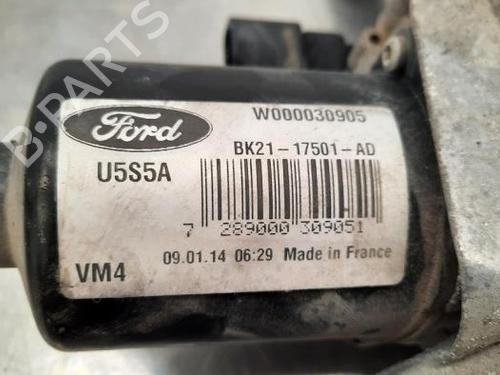 B-PARTS
Ford
W000030905
BK21-17501-AD
U5S5A
7 289000 309051
VM4
09.01.14 06:29 Made in France